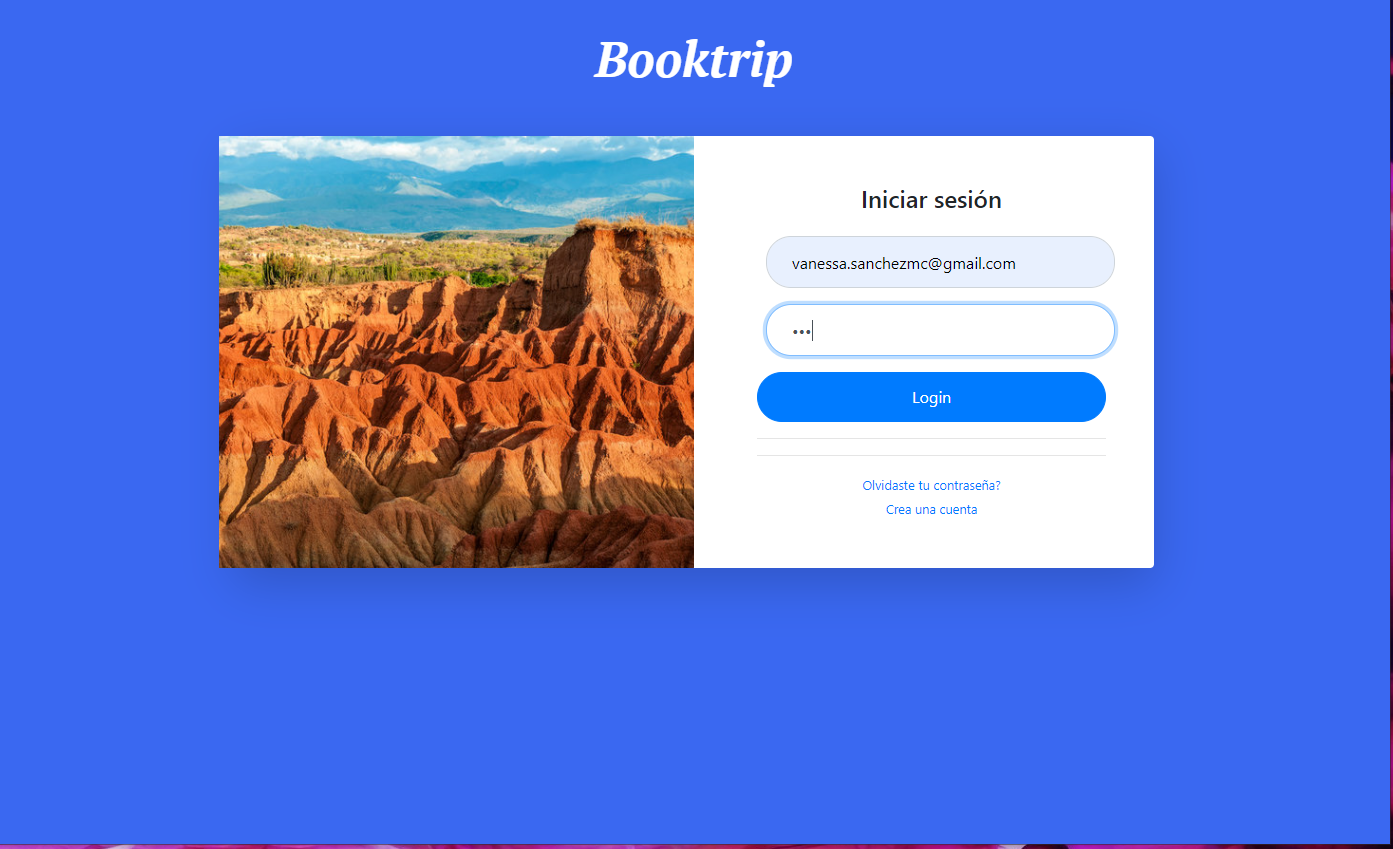 Booktrip
Iniciar sesión
vanessa.sanchezmc@gmail.com
•••
Login
Olvidaste tu contraseña?
Crea una cuenta